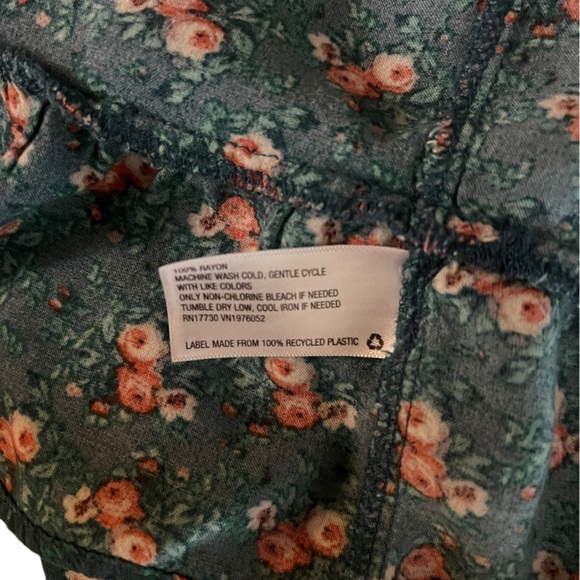 100% RAYON
MACHINE WASH COLD, GENTLE CYCLE
WITH LIKE COLORS
ONLY NON-CHLORINE BLEACH IF NEEDED
TUMBLE DRY LOW, COOL IRON IF NEEDED
RN17730 VN1976052
LABEL MADE FROM 100% RECYCLED PLASTIC